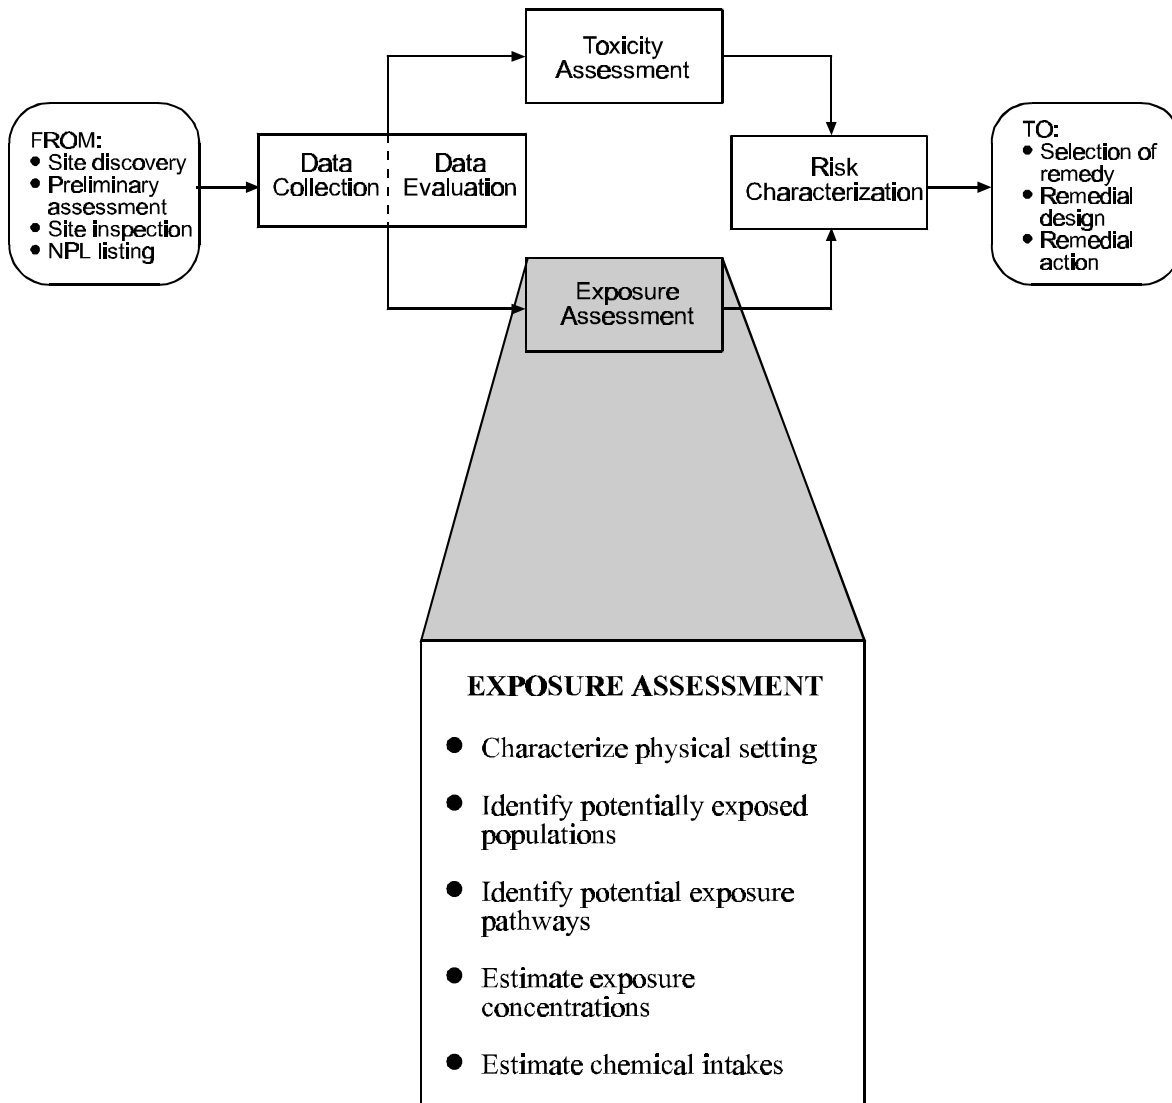 Toxicity
Assessment
FROM:
● Site discovery
● Preliminary
assessment
● Site inspection
● NPL listing
Data
Collection
Data
Evaluation
Risk
Characterization
TO:
● Selection of
remedy
● Remedial
design
● Remedial
action
Exposure
Assessment
EXPOSURE ASSESSMENT
● Characterize physical setting
● Identify potentially exposed
populations
● Identify potential exposure
pathways
● Estimate exposure
concentrations
● Estimate chemical intakes